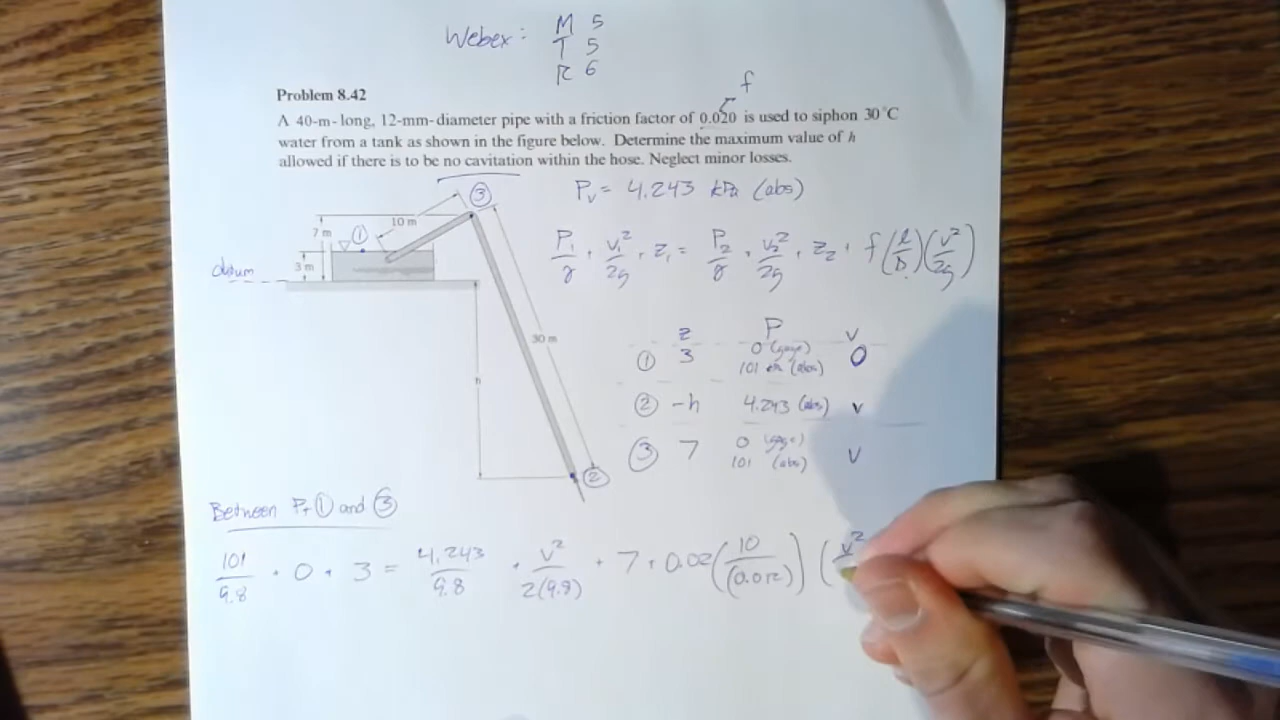 Webex: M 5
T 5
R 6
f
Problem 8.42
A 40-m-long, 12-mm-diameter pipe with a friction factor of 0.020 is used to siphon 30°C
water from a tank as shown in the figure below. Determine the maximum value of h
allowed if there is to be no cavitation within the hose. Neglect minor losses.
Pv = 4.243 kPa (abs)
③
10 m
7 m
①
3 m
datum
30 m
h
②
P₁/γ + V₁²/2g + Z₁ = P₂/γ + V₂²/2g + Z₂ + f(l/D)(V²/2g)
Z P V
① 3 0 (gage) 0
101 kPa (abs)
② -h 4.243 (abs) V
③ 7 0 (gage) V
101 (abs)
Between Pt ① and ③
101/9.8 + 0 + 3 = 4.243/9.8 + V²/2(9.8) + 7 + 0.02(10/(0.012))(V²